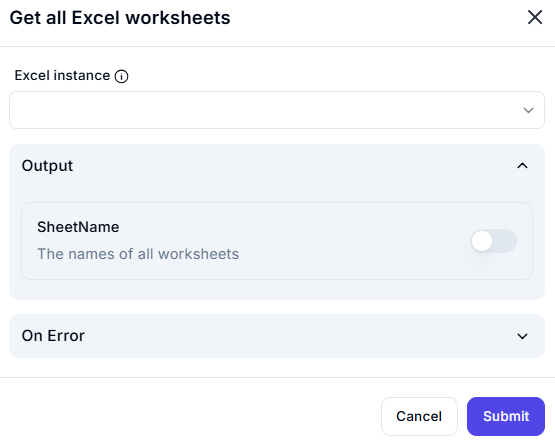 Get all Excel worksheets
Excel instance
Output
SheetName
The names of all worksheets
On Error
Cancel
Submit